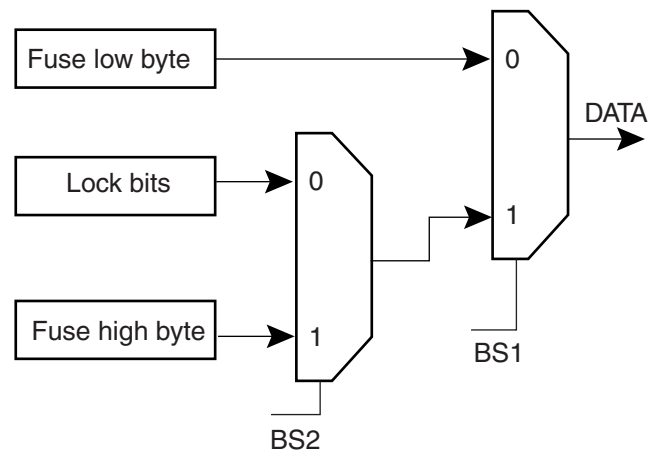 Fuse low byte
0
DATA
Lock bits
0
1
Fuse high byte
1
BS1
BS2